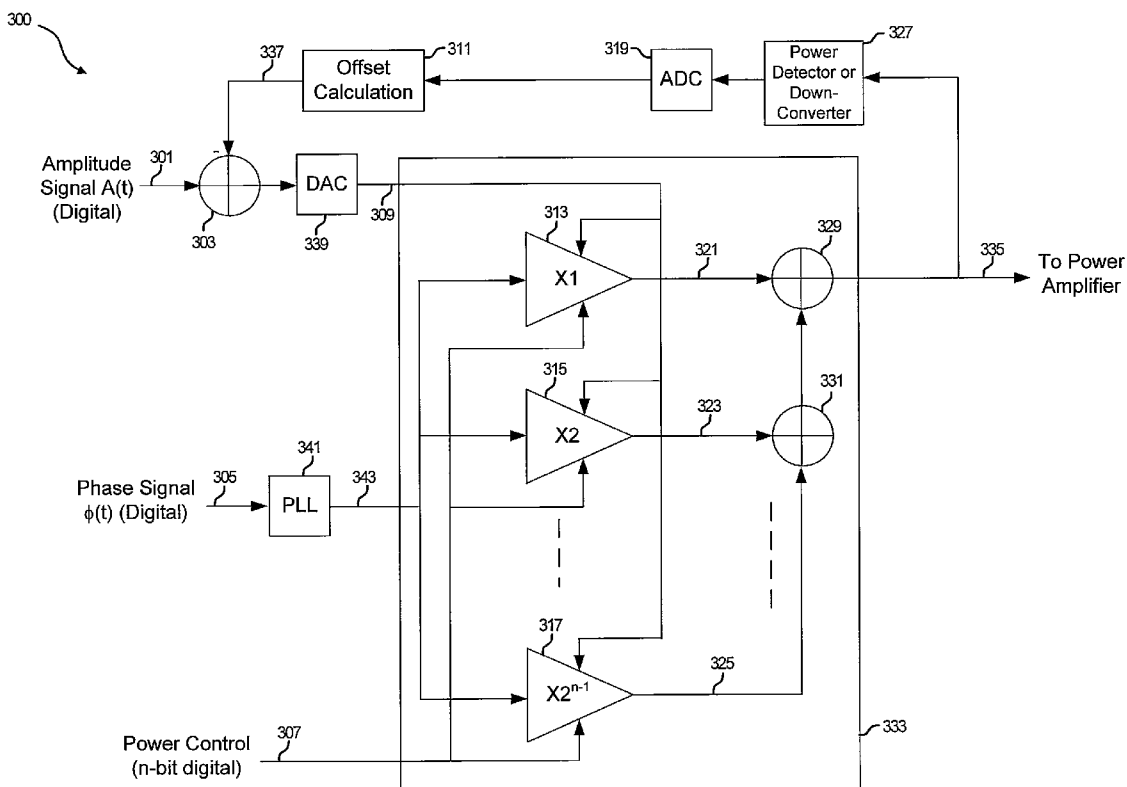 300
337
311
Offset
Calculation
319
ADC
327
Power
Detector or
Down-
Converter
Amplitude
Signal A(t)
(Digital)
301
-
303
DAC
339
309
313
X1
321
329
335
To Power
Amplifier
315
X2
323
331
Phase Signal
ϕ(t) (Digital)
305
341
PLL
343
317
X2ⁿ⁻¹
325
333
Power Control
(n-bit digital)
307